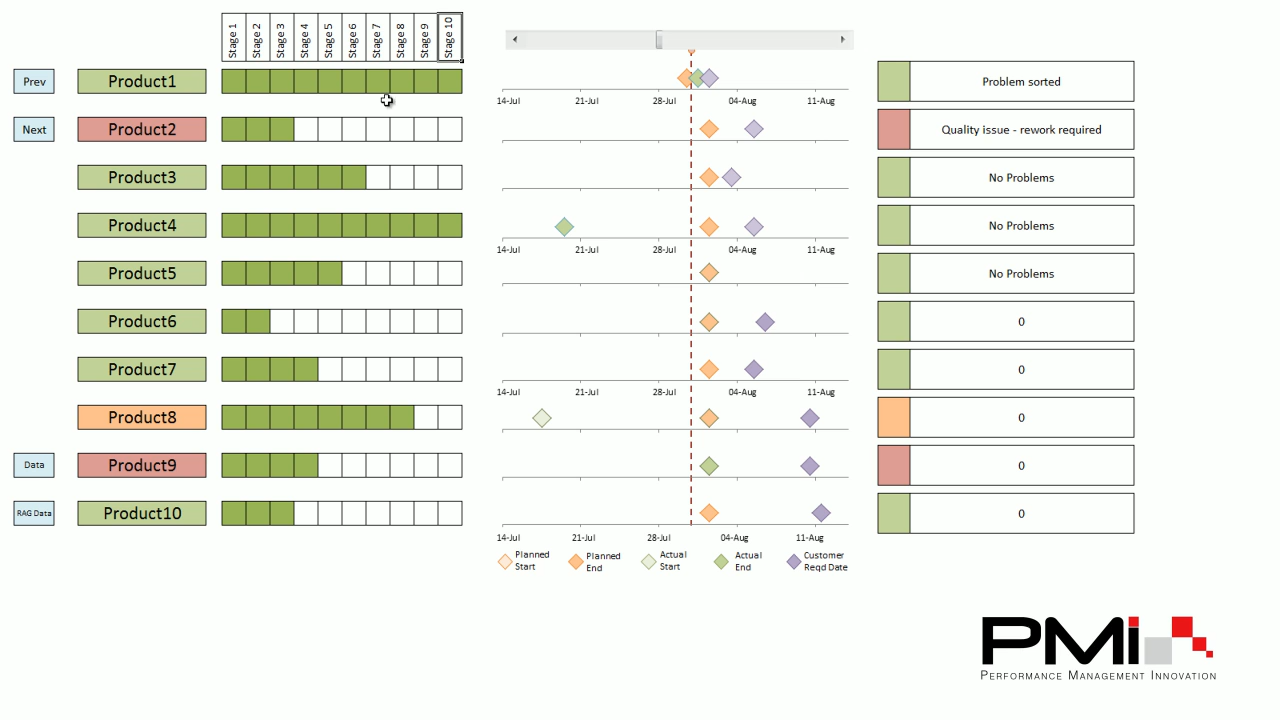 Stage 1 Stage 2 Stage 3 Stage 4 Stage 5 Stage 6 Stage 7 Stage 8 Stage 9 Stage 10
Prev Product1 Problem sorted
14-Jul 21-Jul 28-Jul 04-Aug 11-Aug
Next Product2 Quality issue - rework required
Product3 No Problems
Product4 No Problems
14-Jul 21-Jul 28-Jul 04-Aug 11-Aug
Product5 No Problems
Product6 0
Product7 0
14-Jul 21-Jul 28-Jul 04-Aug 11-Aug
Product8 0
Data Product9 0
RAG Data Product10 0
14-Jul 21-Jul 28-Jul 04-Aug 11-Aug
Planned Start
Planned End
Actual Start
Actual End
Customer Reqd Date
PMi
Performance Management Innovation